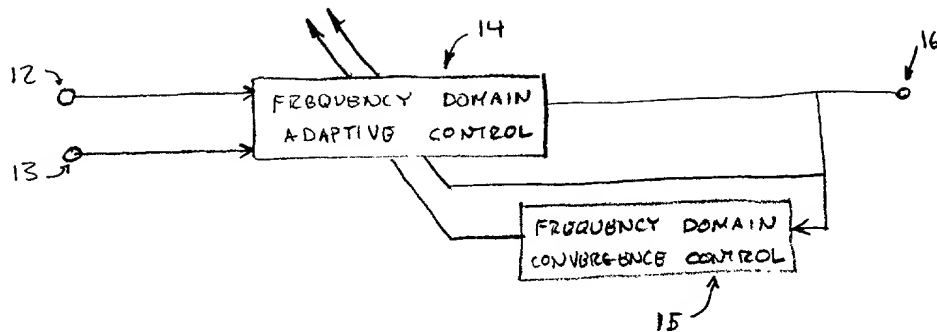 14
16
12
FREQUENCY DOMAIN
ADAPTIVE CONTROL
13
FREQUENCY DOMAIN
CONVERGENCE CONTROL
15